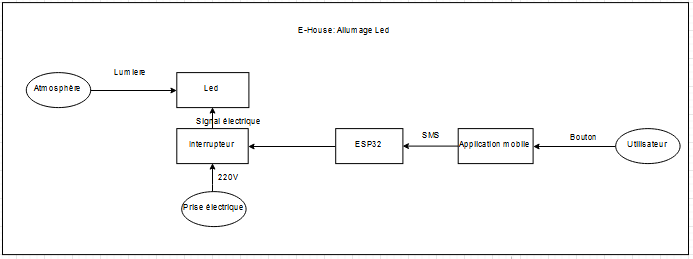 E-House: Allumage Led
Lumiere
Atmosphère
Led
Signal électrique
Interrupteur
ESP32
SMS
Application mobile
Bouton
Utilisateur
220V
Prise électrique